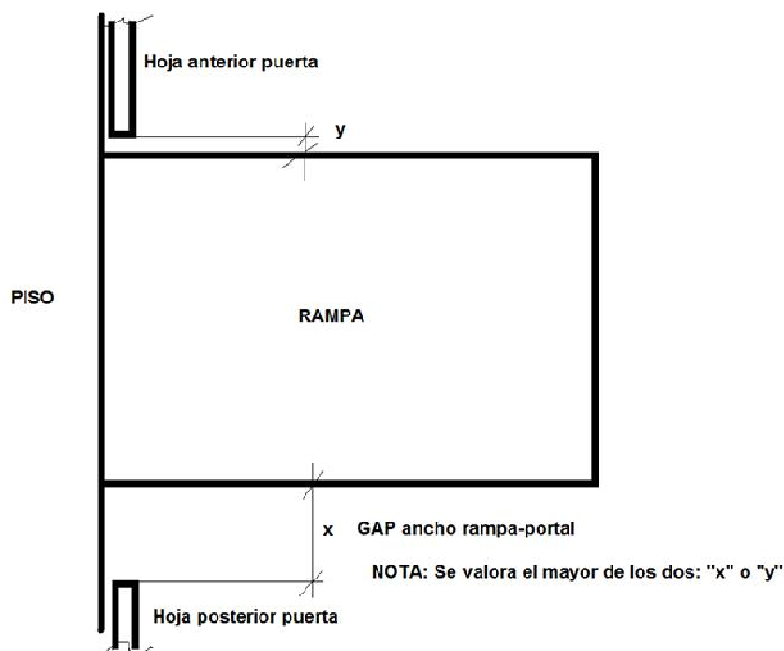 Hoja anterior puerta
y
PISO
RAMPA
x GAP ancho rampa-portal
NOTA: Se valora el mayor de los dos: "x" o "y"
Hoja posterior puerta